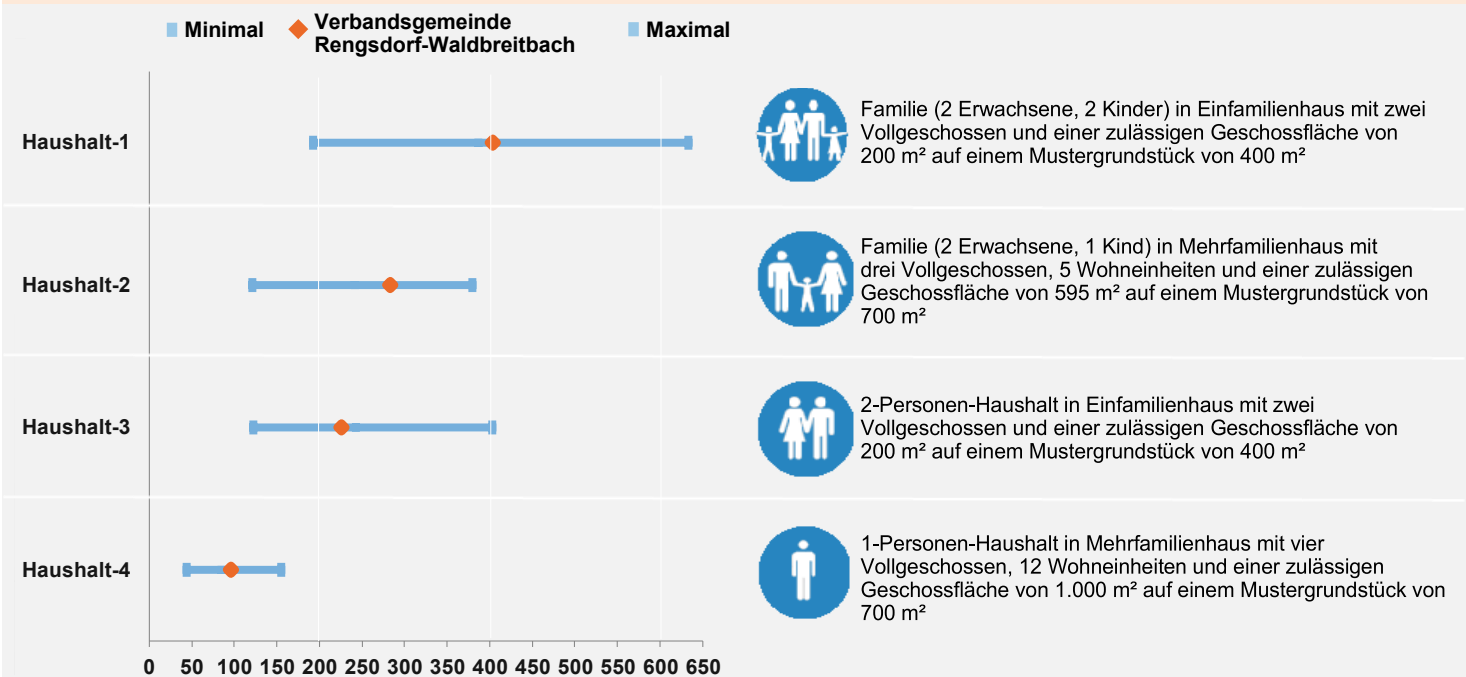 Minimal
Verbandsgemeinde
Rengsdorf-Waldbreitbach
Maximal
Haushalt-1
Familie (2 Erwachsene, 2 Kinder) in Einfamilienhaus mit zwei
Vollgeschossen und einer zulässigen Geschossfläche von
200 m² auf einem Mustergrundstück von 400 m²
Haushalt-2
Familie (2 Erwachsene, 1 Kind) in Mehrfamilienhaus mit
drei Vollgeschossen, 5 Wohneinheiten und einer zulässigen
Geschossfläche von 595 m² auf einem Mustergrundstück von
700 m²
Haushalt-3
2-Personen-Haushalt in Einfamilienhaus mit zwei
Vollgeschossen und einer zulässigen Geschossfläche von
200 m² auf einem Mustergrundstück von 400 m²
Haushalt-4
1-Personen-Haushalt in Mehrfamilienhaus mit vier
Vollgeschossen, 12 Wohneinheiten und einer zulässigen
Geschossfläche von 1.000 m² auf einem Mustergrundstück von
700 m²
0 50 100 150 200 250 300 350 400 450 500 550 600 650